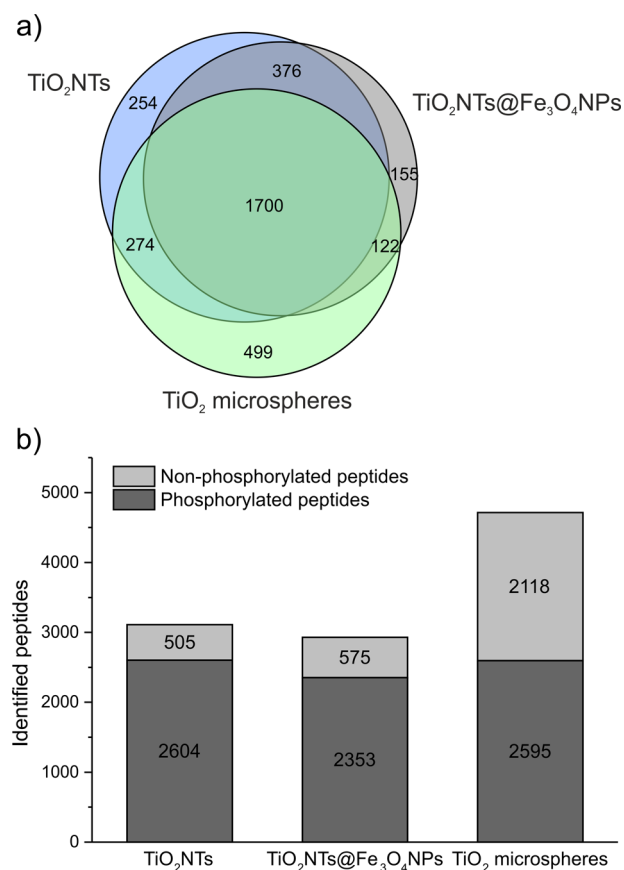 a)
TiO₂NTs
254
376
TiO₂NTs@Fe₃O₄NPs
155
1700
274
122
499
TiO₂ microspheres
b)
Non-phosphorylated peptides
Phosphorylated peptides
Identified peptides
5000
4000
3000
2000
1000
0
505
2604
575
2353
2118
2595
TiO₂NTs
TiO₂NTs@Fe₃O₄NPs
TiO₂ microspheres